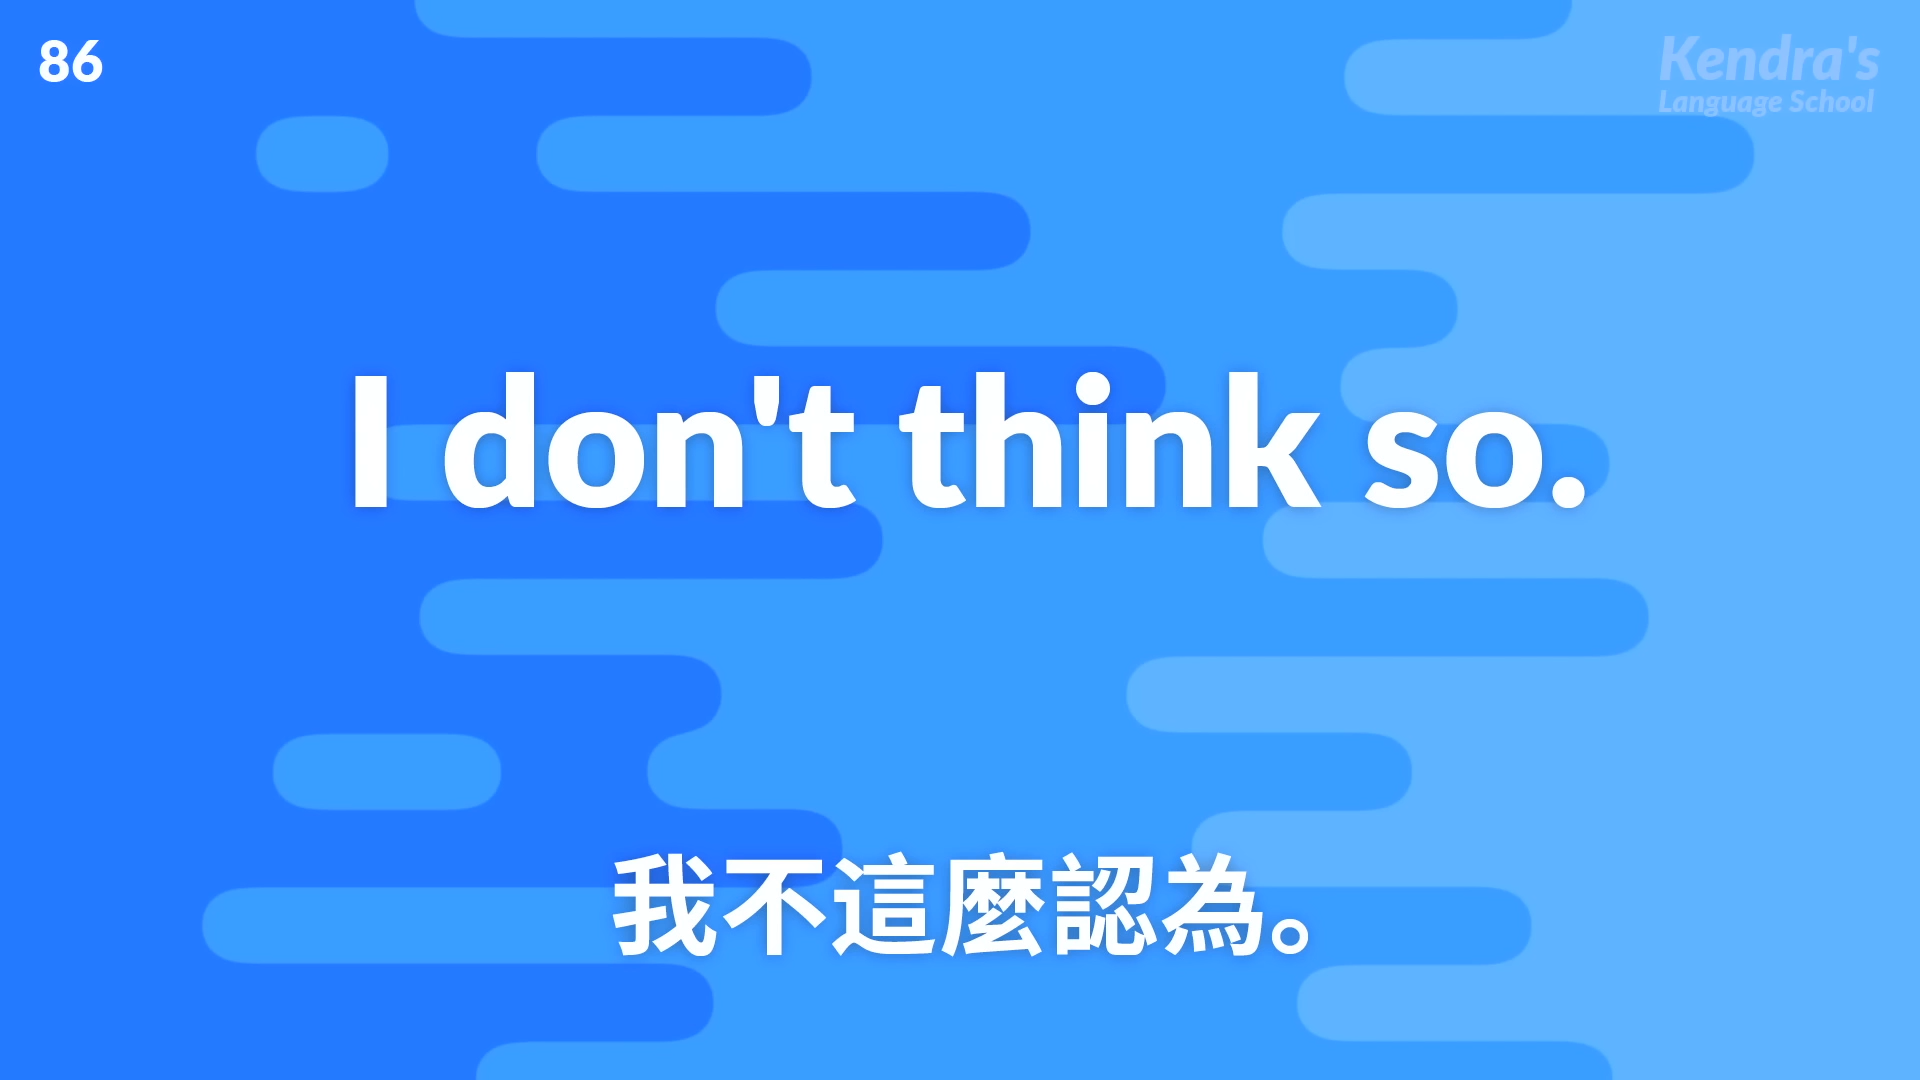 86
Kendra's
Language School
I don't think so.
我不這麼認為。